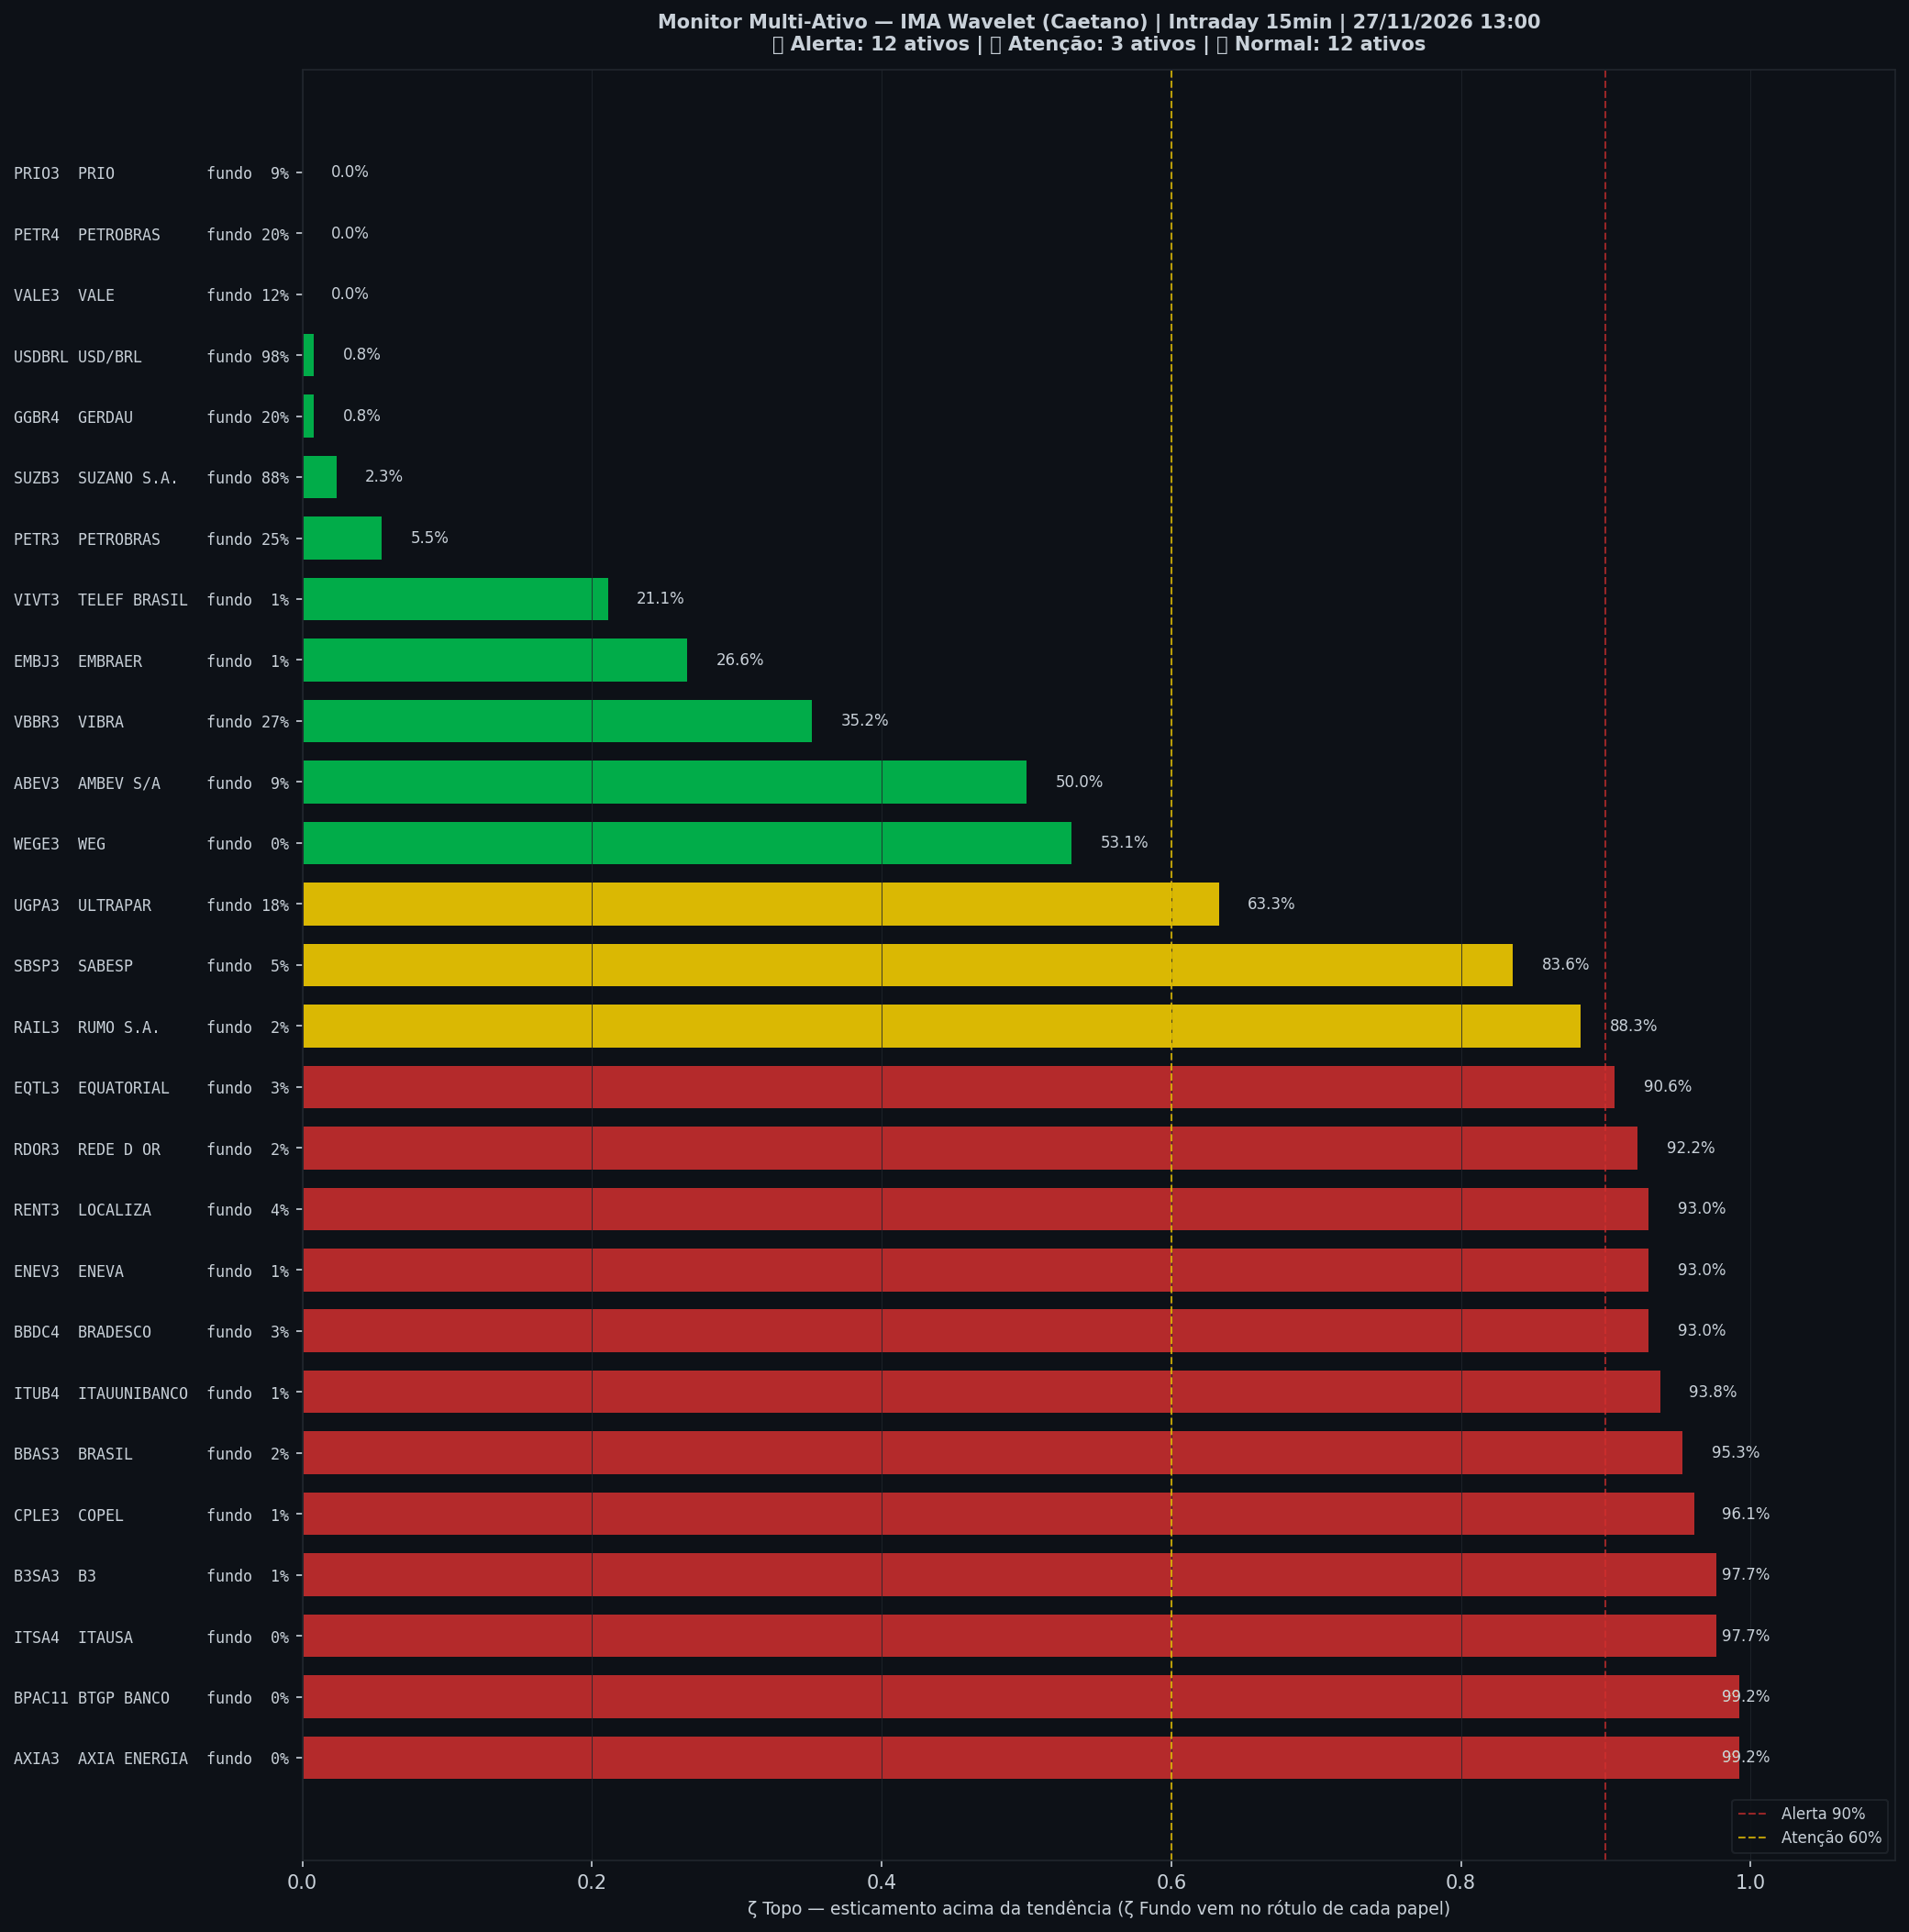 Monitor Multi-Ativo — IMA Wavelet (Caetano) | Intraday 15min | 27/11/2026 13:00
▯ Alerta: 12 ativos | ▯ Atenção: 3 ativos | ▯ Normal: 12 ativos
PRIO3 PRIO fundo 9% 0.0%
PETR4 PETROBRAS fundo 20% 0.0%
VALE3 VALE fundo 12% 0.0%
USDBRL USD/BRL fundo 98% 0.8%
GGBR4 GERDAU fundo 20% 0.8%
SUZB3 SUZANO S.A. fundo 88% 2.3%
PETR3 PETROBRAS fundo 25% 5.5%
VIVT3 TELEF BRASIL fundo 1% 21.1%
EMBJ3 EMBRAER fundo 1% 26.6%
VBBR3 VIBRA fundo 27% 35.2%
ABEV3 AMBEV S/A fundo 9% 50.0%
WEGE3 WEG fundo 0% 53.1%
UGPA3 ULTRAPAR fundo 18% 63.3%
SBSP3 SABESP fundo 5% 83.6%
RAIL3 RUMO S.A. fundo 2% 88.3%
EQTL3 EQUATORIAL fundo 3% 90.6%
RDOR3 REDE D OR fundo 2% 92.2%
RENT3 LOCALIZA fundo 4% 93.0%
ENEV3 ENEVA fundo 1% 93.0%
BBDC4 BRADESCO fundo 3% 93.0%
ITUB4 ITAUUNIBANCO fundo 1% 93.8%
BBAS3 BRASIL fundo 2% 95.3%
CPLE3 COPEL fundo 1% 96.1%
B3SA3 B3 fundo 1% 97.7%
ITSA4 ITAUSA fundo 0% 97.7%
BPAC11 BTGP BANCO fundo 0% 99.2%
AXIA3 AXIA ENERGIA fundo 0% 99.2%
Alerta 90%
Atenção 60%
0.0 0.2 0.4 0.6 0.8 1.0
ζ Topo — esticamento acima da tendência (ζ Fundo vem no rótulo de cada papel)